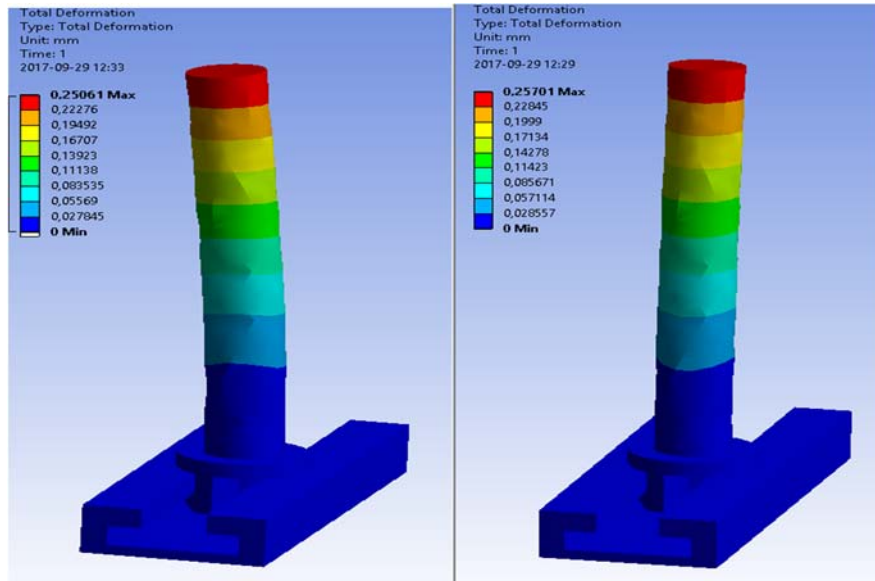 Total Deformation
Type: Total Deformation
Unit: mm
Time: 1
2017-09-29 12:33
0.25061 Max
0,22276
0,19492
0,16707
0,13923
0,11138
0,083535
0,05569
0,027845
0 Min
Total Deformation
Type: Total Deformation
Unit: mm
Time: 1
2017-09-29 12:29
0.25701 Max
0,22845
0,1999
0,17134
0,14278
0,11423
0,085671
0,057114
0,028557
0 Min